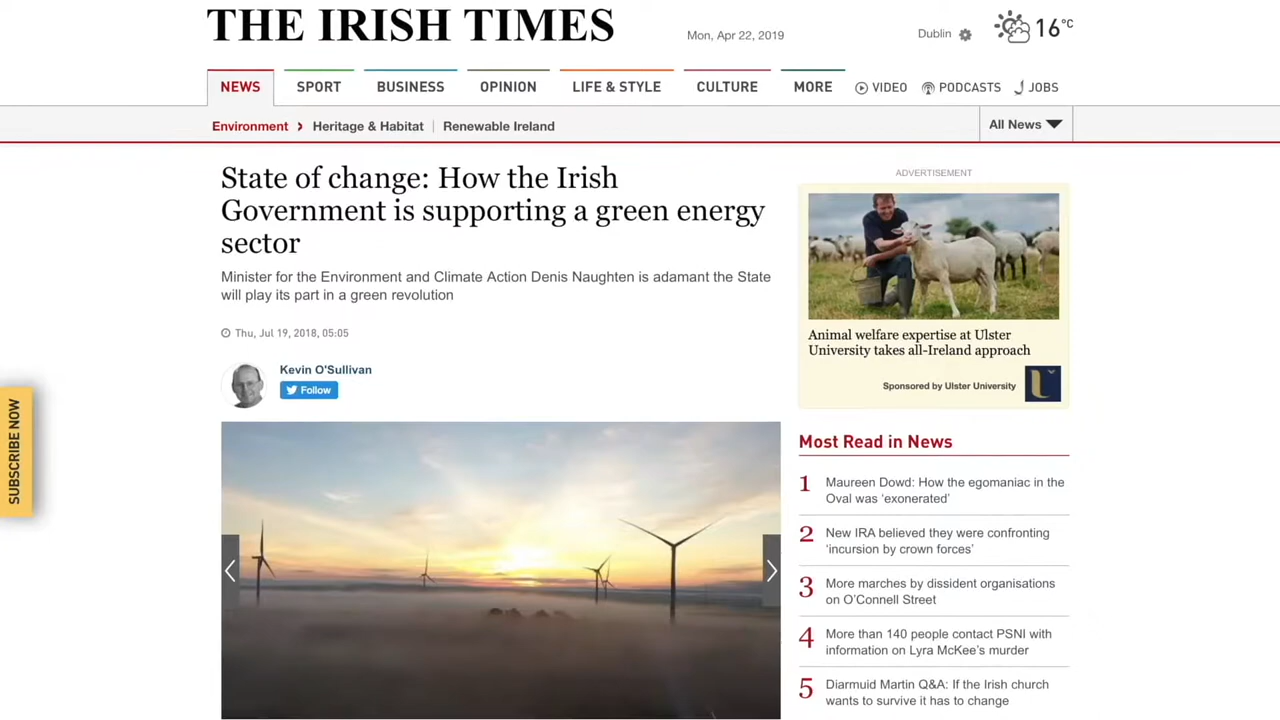 THE IRISH TIMES
Mon, Apr 22, 2019
Dublin
16°C
NEWS
SPORT
BUSINESS
OPINION
LIFE & STYLE
CULTURE
MORE
VIDEO
PODCASTS
JOBS
Environment
Heritage & Habitat
Renewable Ireland
All News
State of change: How the Irish
Government is supporting a green energy
sector
Minister for the Environment and Climate Action Denis Naughten is adamant the State
will play its part in a green revolution
Thu, Jul 19, 2018, 05:05
Kevin O'Sullivan
Follow
SUBSCRIBE NOW
ADVERTISEMENT
Animal welfare expertise at Ulster
University takes all-Ireland approach
Sponsored by Ulster University
Most Read in News
1 Maureen Dowd: How the egomaniac in the
Oval was ‘exonerated’
2 New IRA believed they were confronting
‘incursion by crown forces’
3 More marches by dissident organisations
on O’Connell Street
4 More than 140 people contact PSNI with
information on Lyra McKee’s murder
5 Diarmuid Martin Q&A: If the Irish church
wants to survive it has to change